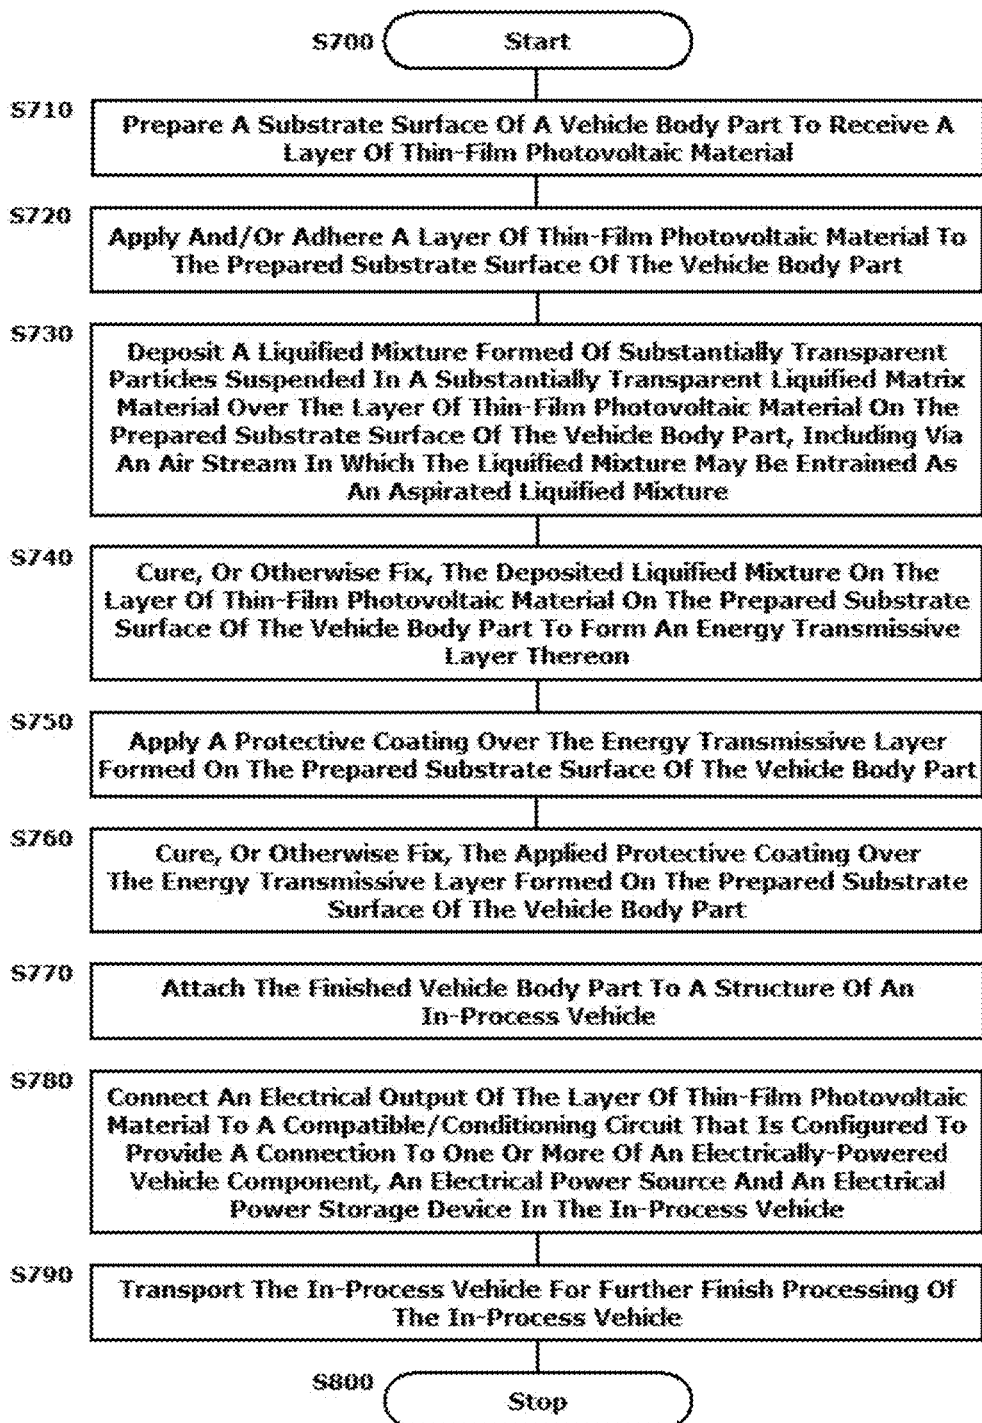 S700 Start
S710
Prepare A Substrate Surface Of A Vehicle Body Part To Receive A
Layer Of Thin-Film Photovoltaic Material
S720
Apply And/Or Adhere A Layer Of Thin-Film Photovoltaic Material To
The Prepared Substrate Surface Of The Vehicle Body Part
S730
Deposit A Liquified Mixture Formed Of Substantially Transparent
Particles Suspended In A Substantially Transparent Liquified Matrix
Material Over The Layer Of Thin-Film Photovoltaic Material On The
Prepared Substrate Surface Of The Vehicle Body Part, Including Via
An Air Stream In Which The Liquified Mixture May Be Entrained As
An Aspirated Liquified Mixture
S740
Cure, Or Otherwise Fix, The Deposited Liquified Mixture On The
Layer Of Thin-Film Photovoltaic Material On The Prepared Substrate
Surface Of The Vehicle Body Part To Form An Energy Transmissive
Layer Thereon
S750
Apply A Protective Coating Over The Energy Transmissive Layer
Formed On The Prepared Substrate Surface Of The Vehicle Body Part
S760
Cure, Or Otherwise Fix, The Applied Protective Coating Over
The Energy Transmissive Layer Formed On The Prepared Substrate
Surface Of The Vehicle Body Part
S770
Attach The Finished Vehicle Body Part To A Structure Of An
In-Process Vehicle
S780
Connect An Electrical Output Of The Layer Of Thin-Film Photovoltaic
Material To A Compatible/Conditioning Circuit That Is Configured To
Provide A Connection To One Or More Of An Electrically-Powered
Vehicle Component, An Electrical Power Source And An Electrical
Power Storage Device In The In-Process Vehicle
S790
Transport The In-Process Vehicle For Further Finish Processing Of
The In-Process Vehicle
S800 Stop